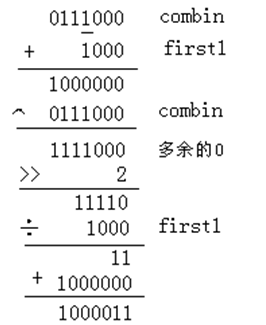 0111000 combin
+ 1000 first1
1000000
^ 0111000 combin
1111000 多余的0
>> 2
11110
÷ 1000 first1
11
+ 1000000
1000011